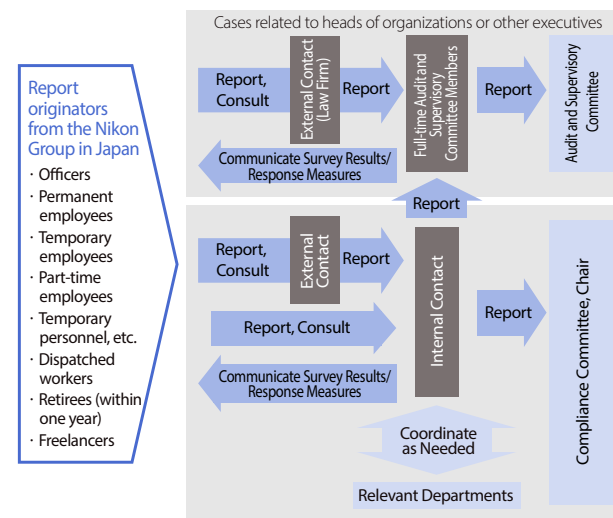 Cases related to heads of organizations or other executives
Report
originators
from the Nikon
Group in Japan
· Officers
· Permanent
employees
· Temporary
employees
· Part-time
employees
· Temporary
personnel, etc.
· Dispatched
workers
· Retirees (within
one year)
· Freelancers
Report,
Consult
External Contact
(Law Firm)
Report
Full-time Audit and
Supervisory
Committee Members
Report
Audit and Supervisory
Committee
Communicate Survey Results/
Response Measures
Report
Report,
Consult
External
Contact
Report
Internal Contact
Report
Compliance Committee, Chair
Report, Consult
Communicate Survey Results/
Response Measures
Coordinate
as Needed
Relevant Departments